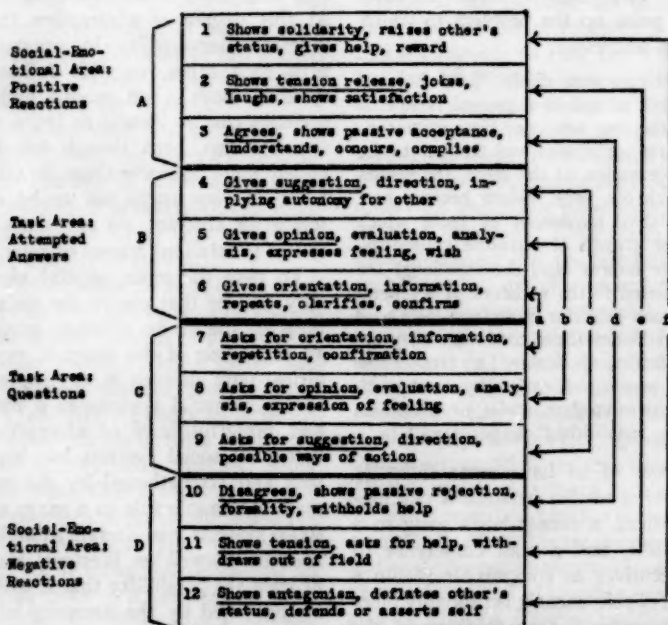 Social-Emo-
tional Area:
Positive
Reactions
A
1 Shows solidarity, raises other's
status, gives help, reward
2 Shows tension release, jokes,
laughs, shows satisfaction
3 Agrees, shows passive acceptance,
understands, concurs, complies
Task Area:
Attempted
Answers
B
4 Gives suggestion, direction, im-
plying autonomy for other
5 Gives opinion, evaluation, analy-
sis, expresses feeling, wish
6 Gives orientation, information,
repeats, clarifies, confirms
a b c d e f
Task Area:
Questions
C
7 Asks for orientation, information,
repetition, confirmation
8 Asks for opinion, evaluation, analy-
sis, expression of feeling
9 Asks for suggestion, direction,
possible ways of action
Social-Emo-
tional Area:
Negative
Reactions
D
10 Disagrees, shows passive rejection,
formality, withholds help
11 Shows tension, asks for help, with-
draws out of field
12 Shows antagonism, deflates other's
status, defends or asserts self